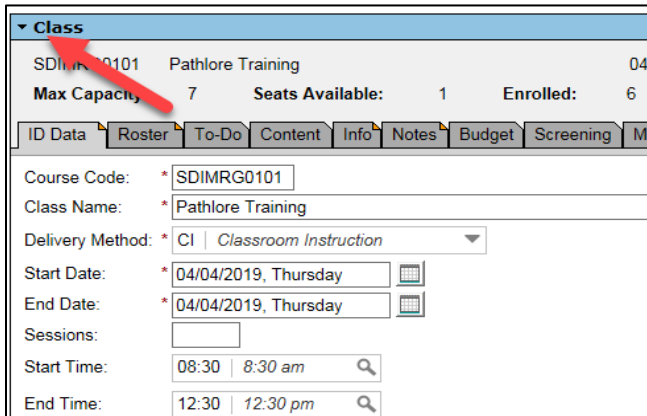 Class
Pathlore Training 04
Max Capacity 7 Seats Available: 1 Enrolled: 6
ID Data Roster To-Do Content Info Notes Budget Screening M
Course Code: * SDIMRG0101
Class Name: * Pathlore Training
Delivery Method: * CI Classroom Instruction
Start Date: * 04/04/2019, Thursday
End Date: * 04/04/2019, Thursday
Sessions:
Start Time: 08:30 8:30 am
End Time: 12:30 12:30 pm